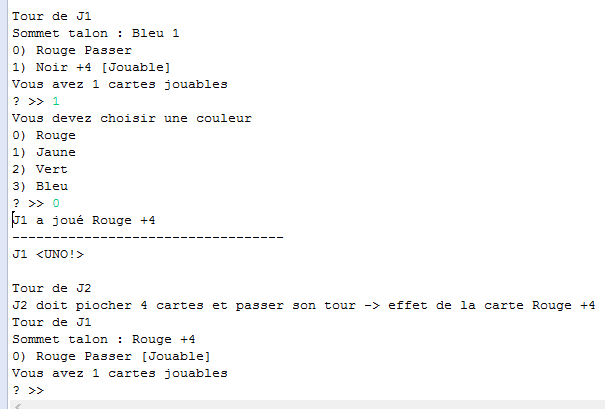 Tour de J1
Sommet talon : Bleu 1
0) Rouge Passer
1) Noir +4 [Jouable]
Vous avez 1 cartes jouables
? >> 1
Vous devez choisir une couleur
0) Rouge
1) Jaune
2) Vert
3) Bleu
? >> 0
J1 a joué Rouge +4
----------------------------------
J1 <UNO!>
Tour de J2
J2 doit piocher 4 cartes et passer son tour -> effet de la carte Rouge +4
Tour de J1
Sommet talon : Rouge +4
0) Rouge Passer [Jouable]
Vous avez 1 cartes jouables
? >>